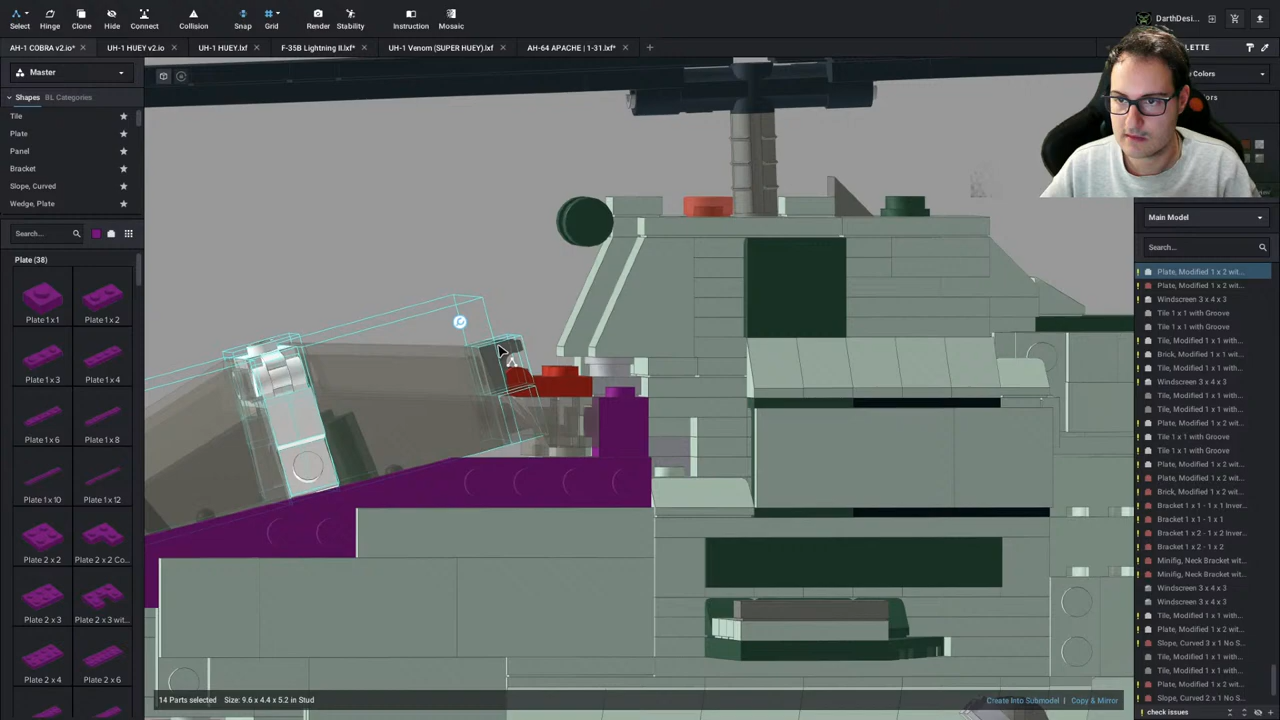 Select Hinge Clone Hide Connect Collision Snap Grid Render Stability Instruction Mosaic
DarthDesi...
AH-1 COBRA v2.io* UH-1 HUEY v2.io UH-1 HUEY.lxf F-35B Lightning II.lxf* UH-1 Venom (SUPER HUEY).lxf AH-64 APACHE | 1-31.lxf*
LETTE
Master
e Colors
Shapes BL Categories
ors
Tile
Plate
Panel
Bracket
Slope, Curved
Wedge, Plate
Main Model
Search...
Search...
Plate (38)
Plate 1x1 Plate 1 x 2
Plate 1 x 3 Plate 1 x 4
Plate 1 x 6 Plate 1 x 8
Plate 1 x 10 Plate 1 x 12
Plate 2 x 2 Plate 2 x 2 Co...
Plate 2 x 3 Plate 2 x 3 wit...
Plate 2 x 4 Plate 2 x 6
Plate, Modified 1 x 2 wit...
Plate, Modified 1 x 2 wit...
Windscreen 3 x 4 x 3
Tile 1 x 1 with Groove
Tile 1 x 1 with Groove
Tile, Modified 1 x 1 with...
Brick, Modified 1 x 1 wit...
Tile, Modified 1 x 1 with...
Windscreen 3 x 4 x 3
Tile, Modified 1 x 1 with...
Tile, Modified 1 x 1 with...
Plate, Modified 1 x 2 wit...
Tile 1 x 1 with Groove
Tile 1 x 1 with Groove
Plate, Modified 1 x 2 wit...
Plate, Modified 1 x 2 wit...
Brick, Modified 1 x 1 wit...
Bracket 1 x 1 - 1 x 1 Inver...
Bracket 1 x 1 - 1 x 1
Bracket 1 x 2 - 1 x 2 Inver...
Bracket 1 x 2 - 1 x 2
Minifig, Neck Bracket wit...
Minifig, Neck Bracket wit...
Windscreen 3 x 4 x 3
Windscreen 3 x 4 x 3
Tile, Modified 1 x 1 with...
Plate, Modified 1 x 2 wit...
Slope, Curved 3 x 1 No S...
Tile, Modified 1 x 1 with...
Tile, Modified 1 x 1 with...
Plate, Modified 1 x 2 wit...
Slope, Curved 2 x 1 No S...
14 Parts selected Size: 9.6 x 4.4 x 5.2 in Stud
Create Into Submodel | Copy & Mirror
check issues